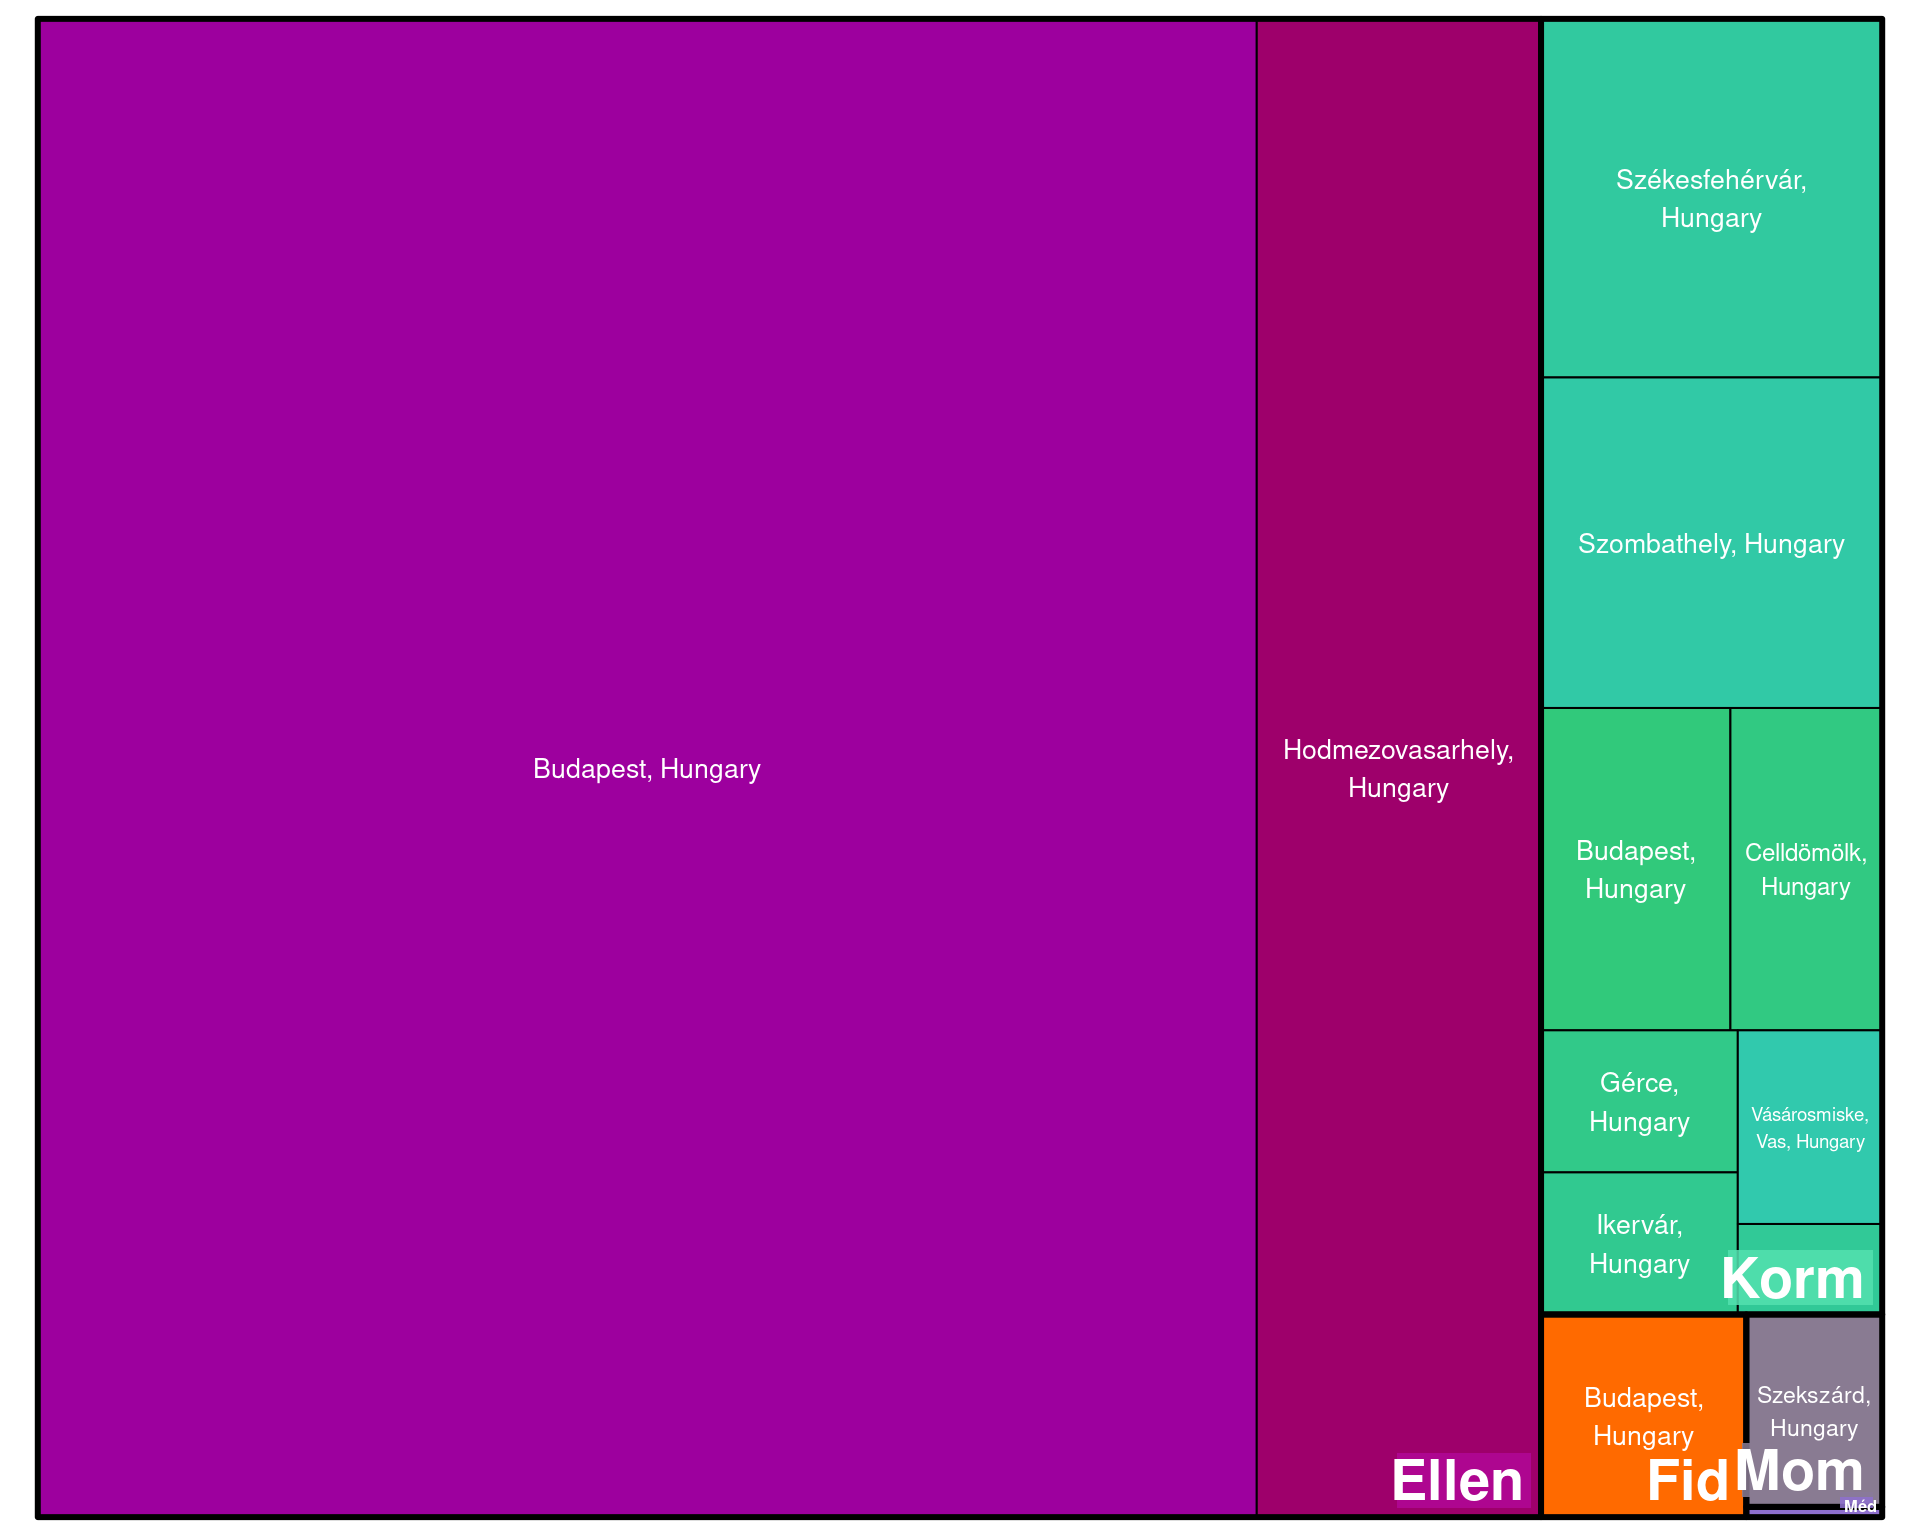 Budapest, Hungary
Hodmezovasarhely,
Hungary
Ellen
Székesfehérvár,
Hungary
Szombathely, Hungary
Budapest,
Hungary
Celldömölk,
Hungary
Gérce,
Hungary
Vásárosmiske,
Vas, Hungary
Ikervár,
Hungary
Korm
Budapest,
Hungary
Fid
Szekszárd,
Hungary
Mom
Méd